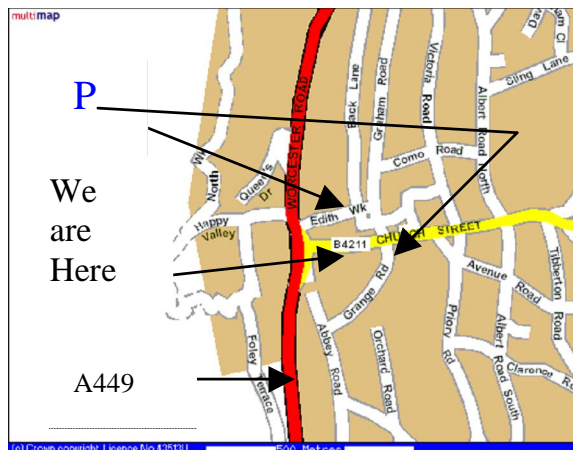 multimap
P
We
are
Here
A449
WORCESTER ROAD
Back Lane
Graham Road
Victoria
Road
Albert Road North
Sling Lane
Como Road
North
Wk
Queens
Dr
Happy
Valley
Edith Wk
B4211
CHURCH STREET
Grange Rd
Abbey
Road
Orchard
Road
Priory
Rd
Avenue Road
Tibberton
Road
Albert Road South
Clarence
Foley
Terrace
(c) Crown copyright Licence No 43513U
500 Metres